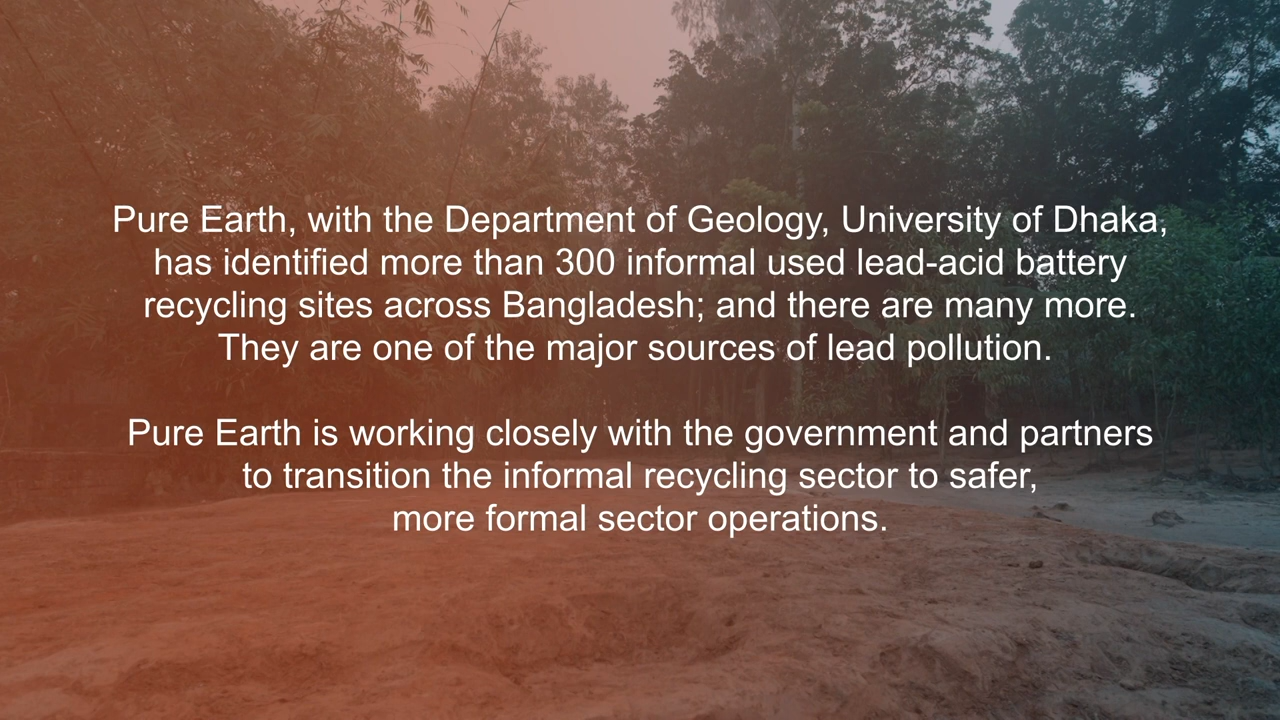 Pure Earth, with the Department of Geology, University of Dhaka,
has identified more than 300 informal used lead-acid battery
recycling sites across Bangladesh; and there are many more.
They are one of the major sources of lead pollution.
Pure Earth is working closely with the government and partners
to transition the informal recycling sector to safer,
more formal sector operations.